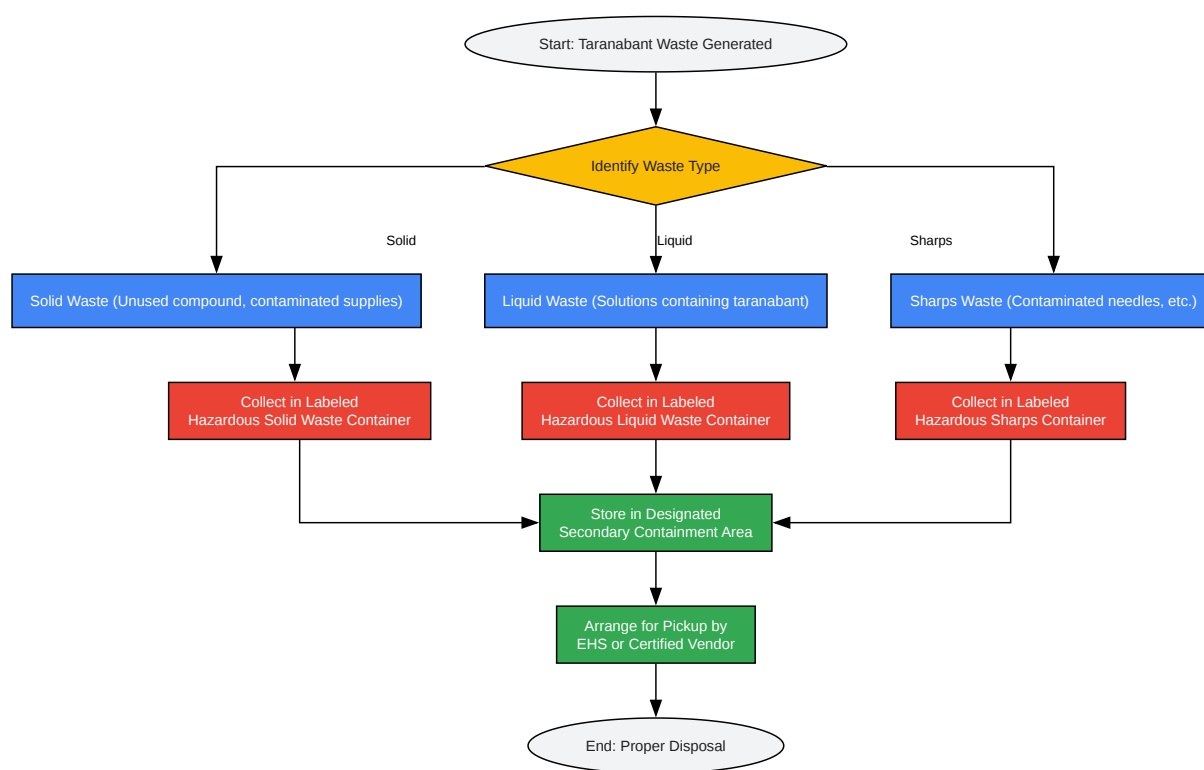 Start: Taranabant Waste Generated
Identify Waste Type
Solid
Liquid
Sharps
Solid Waste (Unused compound, contaminated supplies)
Liquid Waste (Solutions containing taranabant)
Sharps Waste (Contaminated needles, etc.)
Collect in Labeled
Hazardous Solid Waste Container
Collect in Labeled
Hazardous Liquid Waste Container
Collect in Labeled
Hazardous Sharps Container
Store in Designated
Secondary Containment Area
Arrange for Pickup by
EHS or Certified Vendor
End: Proper Disposal